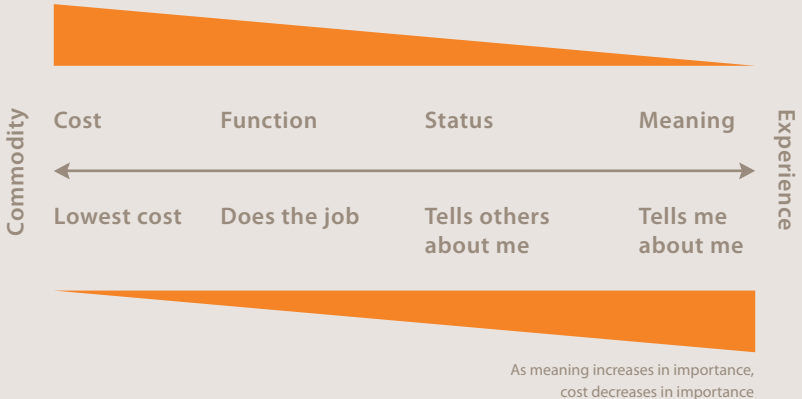 Commodity
Cost
Function
Status
Meaning
Experience
Lowest cost
Does the job
Tells others
about me
Tells me
about me
As meaning increases in importance,
cost decreases in importance